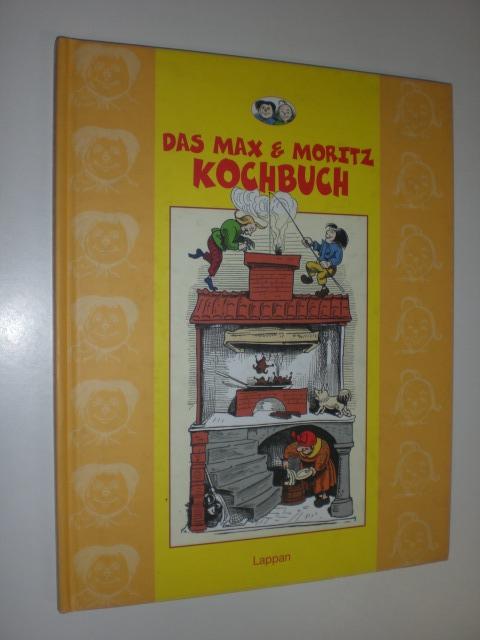 DAS MAX & MORITZ
KOCHBUCH
Lappan